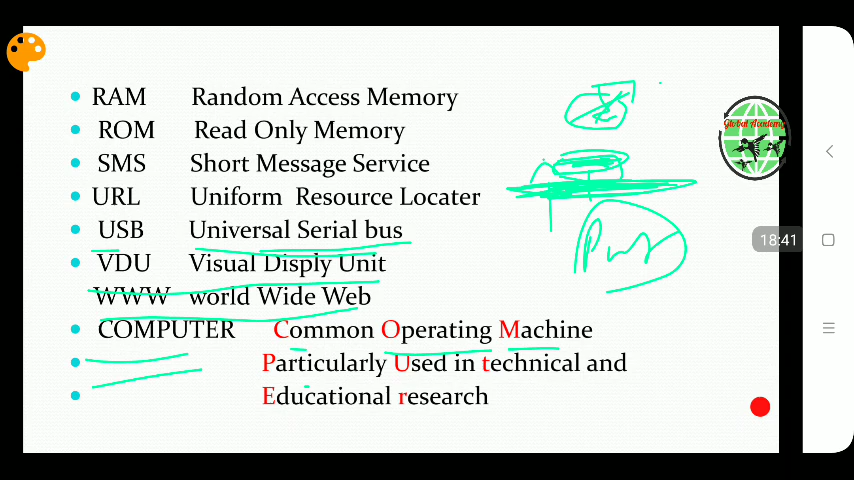 RAM Random Access Memory
ROM Read Only Memory
SMS Short Message Service
URL Uniform Resource Locater
USB Universal Serial bus
VDU Visual Disply Unit
WWW world Wide Web
COMPUTER Common Operating Machine
Particularly Used in technical and
Educational research
Global Academy
18:41